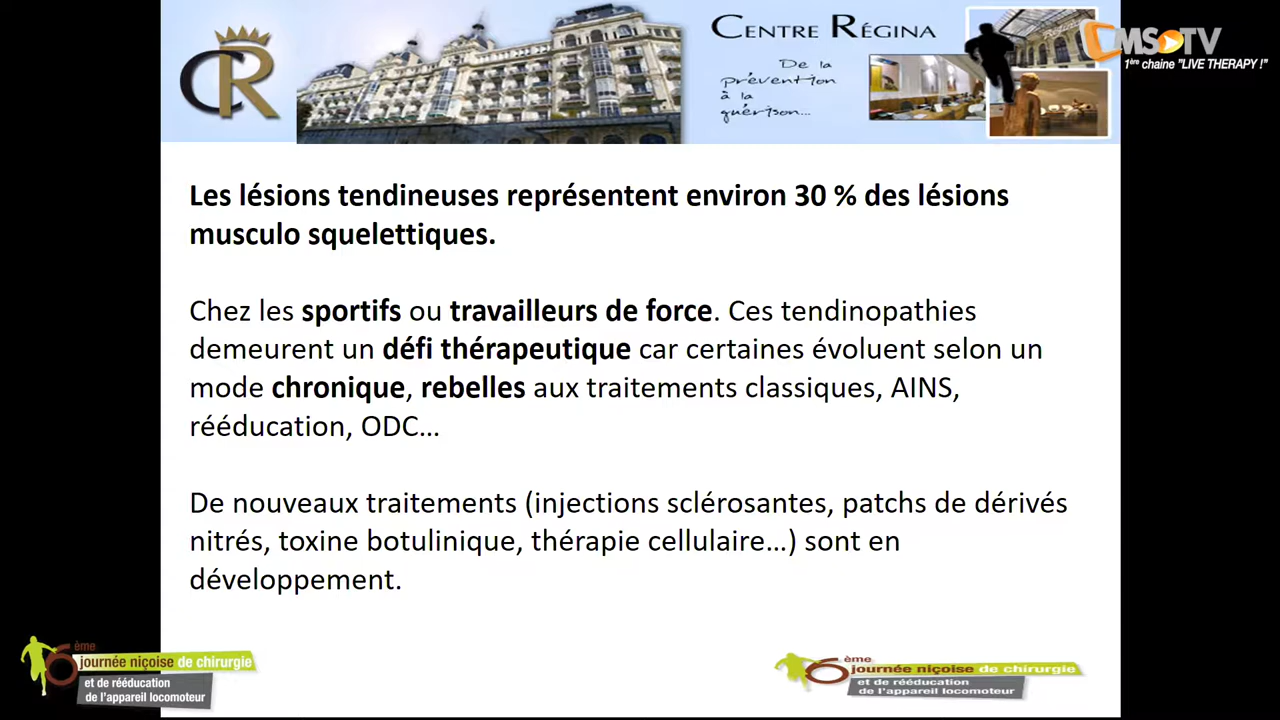 CR
CENTRE RÉGINA
De la
prévention
à la
guérison...
MS TV
1ère chaine "LIVE THERAPY !"
Les lésions tendineuses représentent environ 30 % des lésions
musculo squelettiques.
Chez les sportifs ou travailleurs de force. Ces tendinopathies
demeurent un défi thérapeutique car certaines évoluent selon un
mode chronique, rebelles aux traitements classiques, AINS,
rééducation, ODC…
De nouveaux traitements (injections sclérosantes, patchs de dérivés
nitrés, toxine botulinique, thérapie cellulaire…) sont en
développement.
6ème
journée niçoise de chirurgie
et de rééducation
de l'appareil locomoteur
6ème
journée niçoise de chirurgie
et de rééducation
de l'appareil locomoteur